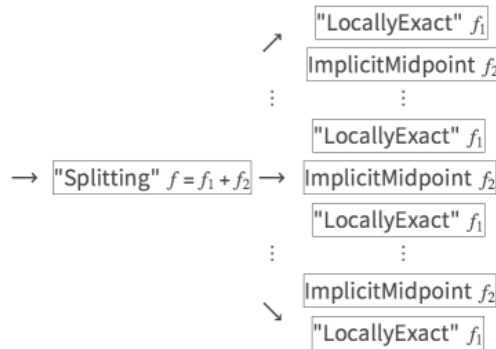 "LocallyExact" f₁
↗
ImplicitMidpoint f₂
⋮ ⋮
"LocallyExact" f₁
→ "Splitting" f = f₁ + f₂ → ImplicitMidpoint f₂
"LocallyExact" f₁
⋮ ⋮
ImplicitMidpoint f₂
↘
"LocallyExact" f₁